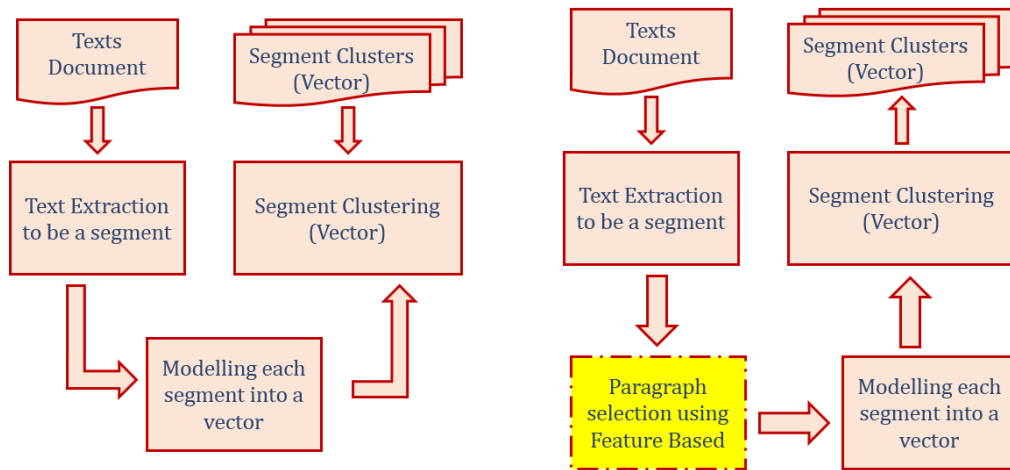 Texts
Document
Segment Clusters
(Vector)
Text Extraction
to be a segment
Segment Clustering
(Vector)
Modelling each
segment into a
vector
Texts
Document
Segment Clusters
(Vector)
Text Extraction
to be a segment
Segment Clustering
(Vector)
Paragraph
selection using
Feature Based
Modelling each
segment into a
vector